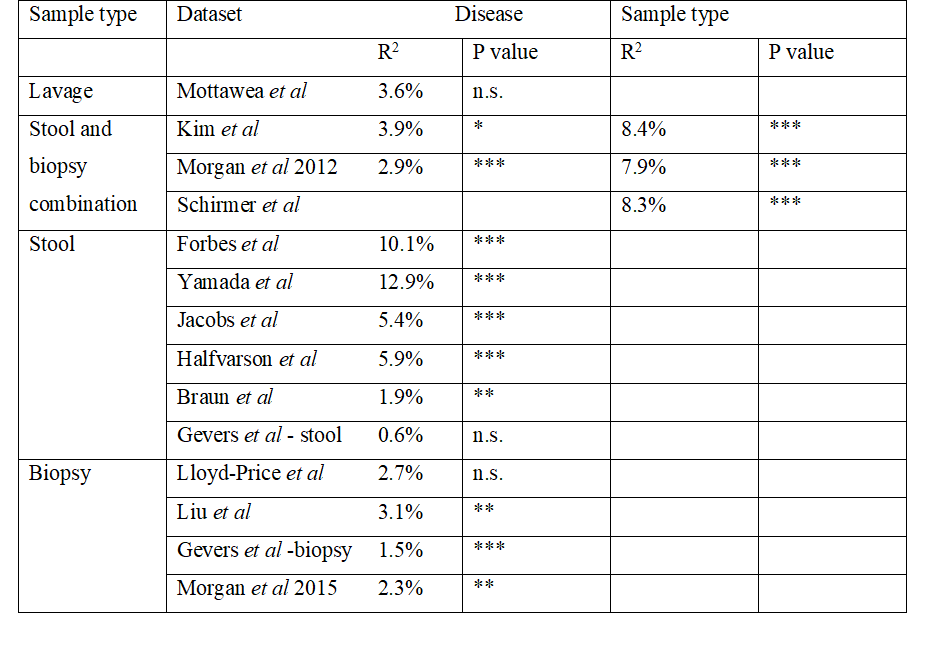 Sample type Dataset Disease Sample type
R² P value R² P value
Lavage Mottawea et al 3.6% n.s.
Stool and Kim et al 3.9% * 8.4% ***
biopsy Morgan et al 2012 2.9% *** 7.9% ***
combination Schirmer et al 8.3% ***
Stool Forbes et al 10.1% ***
Yamada et al 12.9% ***
Jacobs et al 5.4% ***
Halfvarson et al 5.9% ***
Braun et al 1.9% **
Gevers et al - stool 0.6% n.s.
Biopsy Lloyd-Price et al 2.7% n.s.
Liu et al 3.1% **
Gevers et al -biopsy 1.5% ***
Morgan et al 2015 2.3% **